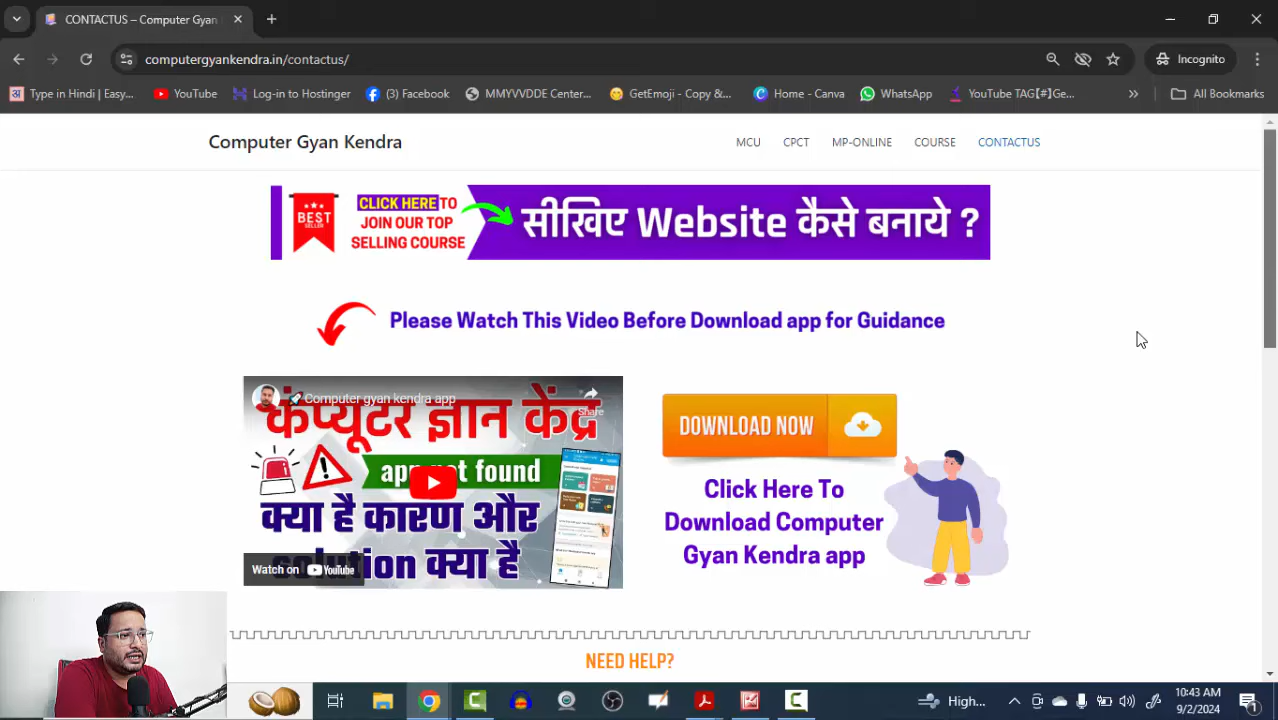 CONTACTUS – Computer Gyan
computergyankendra.in/contactus/
Incognito
Type in Hindi | Easy...
YouTube
Log-in to Hostinger
(3) Facebook
MMYVVDDE Center...
GetEmoji - Copy &...
Home - Canva
WhatsApp
YouTube TAG【#】Ge...
All Bookmarks
Computer Gyan Kendra
MCU
CPCT
MP-ONLINE
COURSE
CONTACTUS
BEST
SELLER
CLICK HERE TO
JOIN OUR TOP
SELLING COURSE
सीखिए Website कैसे बनाये ?
Please Watch This Video Before Download app for Guidance
Computer gyan kendra app
Share
कंप्यूटर ज्ञान केंद्र
app not found
क्या है कारण और
solution क्या है
Watch on YouTube
DOWNLOAD NOW
Click Here To
Download Computer
Gyan Kendra app
NEED HELP?
High...
10:43 AM
9/2/2024
1